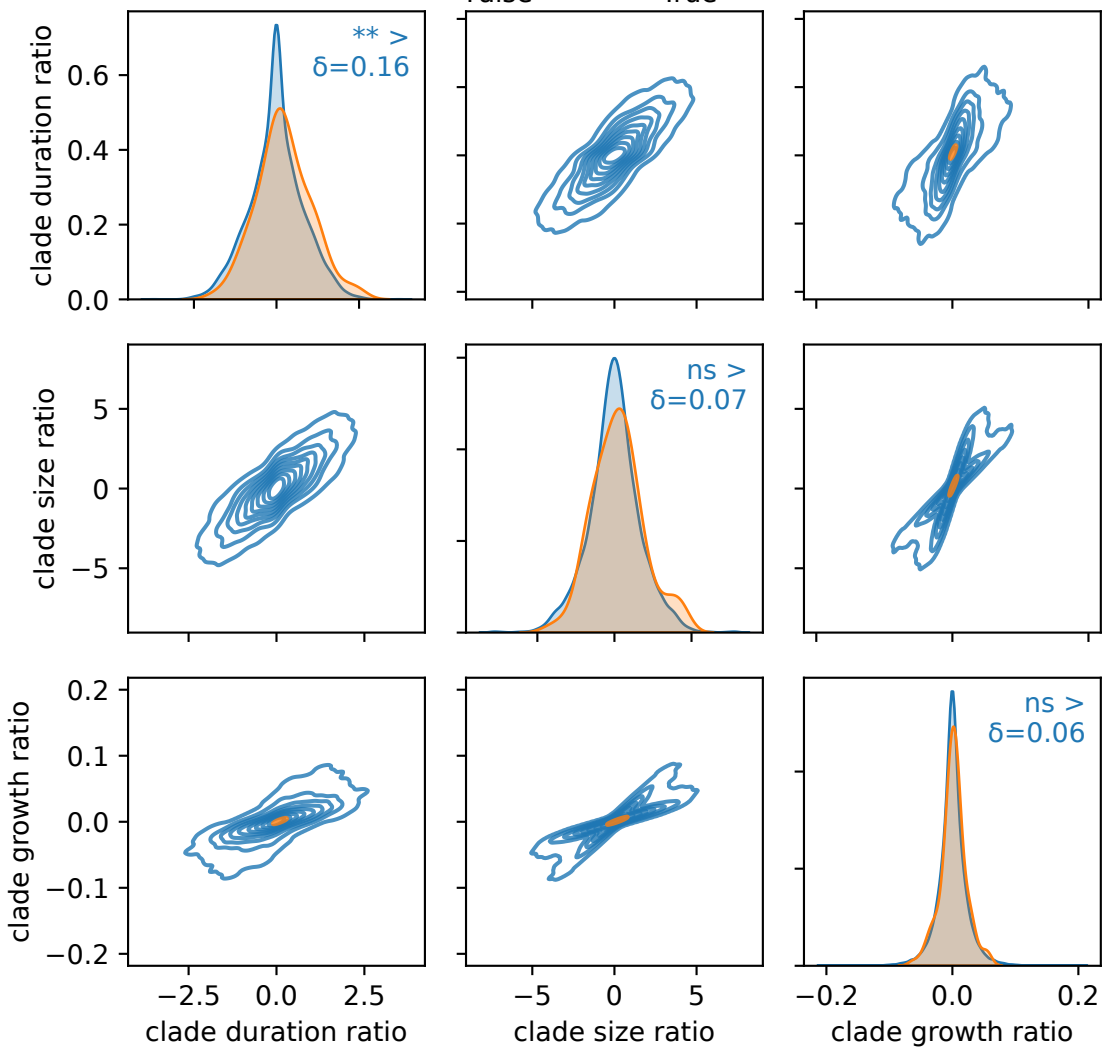 True
clade duration ratio
0.6
0.4
0.2
0.0
** >
δ=0.16
clade size ratio
5
0
−5
ns >
δ=0.07
clade growth ratio
0.2
0.1
0.0
−0.1
−0.2
ns >
δ=0.06
−2.5 0.0 2.5
−5 0 5
−0.2 0.0 0.2
clade duration ratio
clade size ratio
clade growth ratio